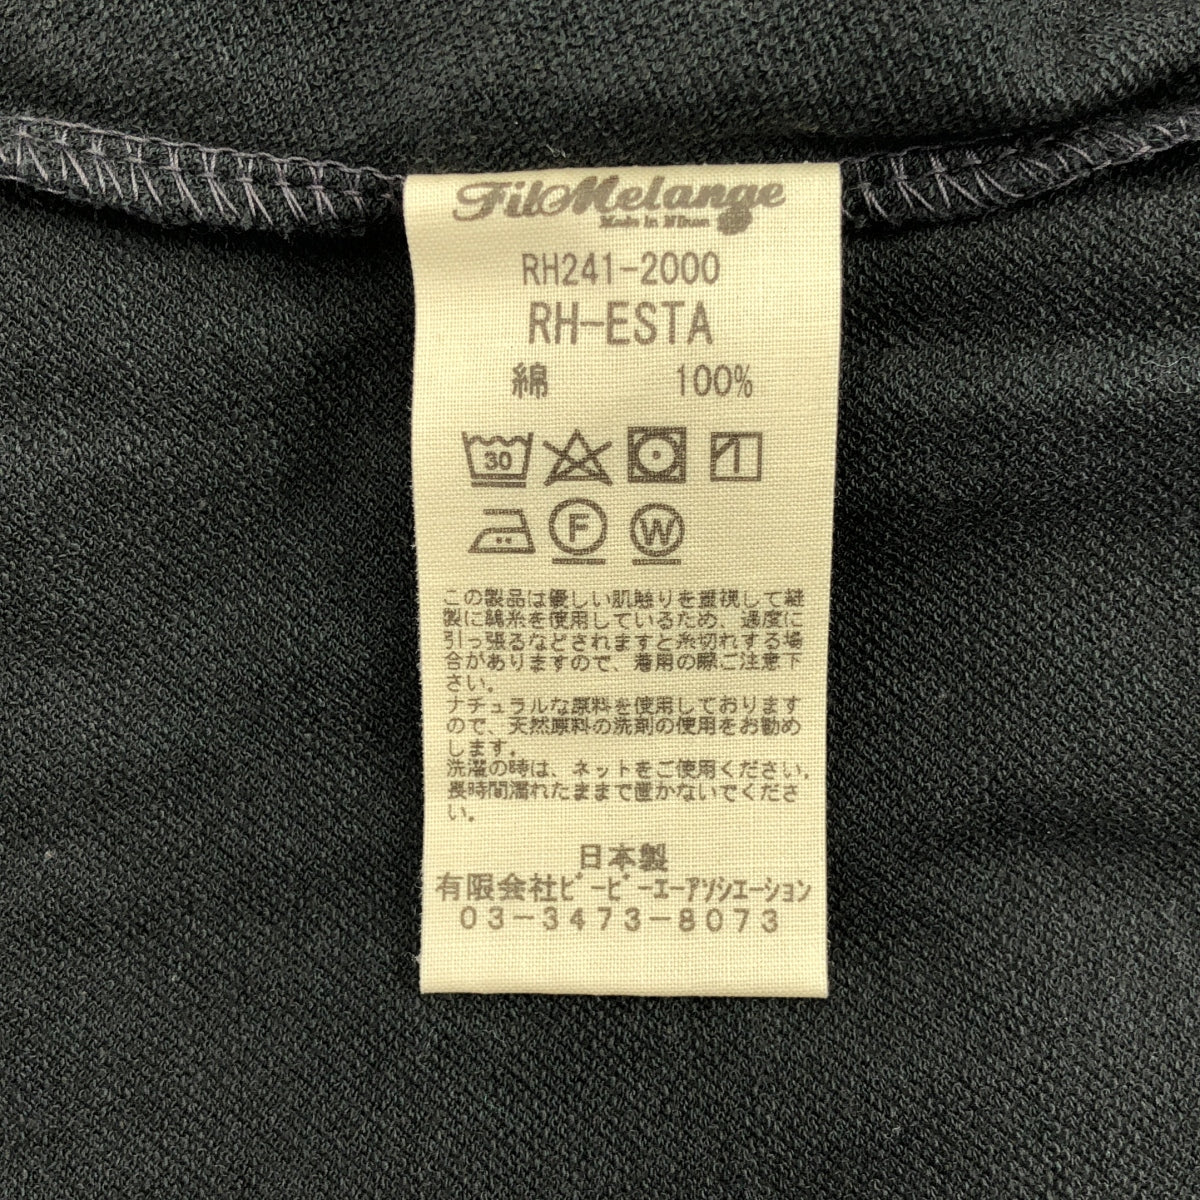 FilMelange
Made in Nihon
RH241-2000
RH-ESTA
綿 100%
30
F W
この製品は優しい肌触りを重視して縫
製に綿糸を使用しているため、過度に
引っ張るなどされますと糸切れする場
合がありますので、着用の際ご注意下
さい。
ナチュラルな原料を使用しております
ので、天然原料の洗剤の使用をお勧め
します。
洗濯の時は、ネットをご使用ください。
長時間濡れたままで置かないでくださ
い。
日本製
有限会社ビービーエーアソシエーション
03-3473-8073